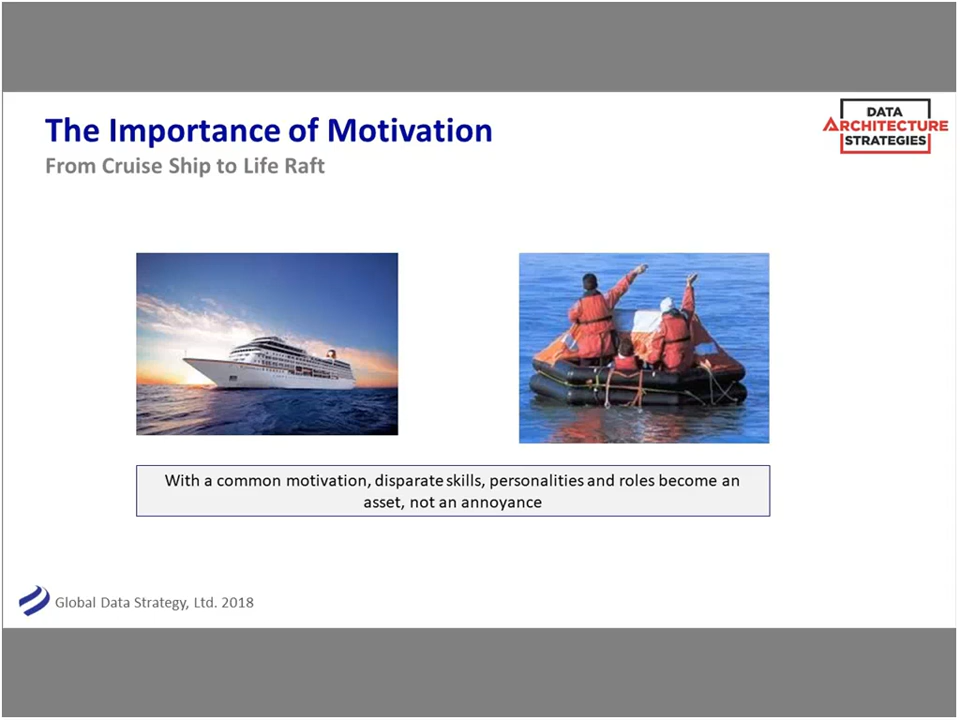 The Importance of Motivation
From Cruise Ship to Life Raft
DATA
ARCHITECTURE
STRATEGIES
With a common motivation, disparate skills, personalities and roles become an
asset, not an annoyance
Global Data Strategy, Ltd. 2018